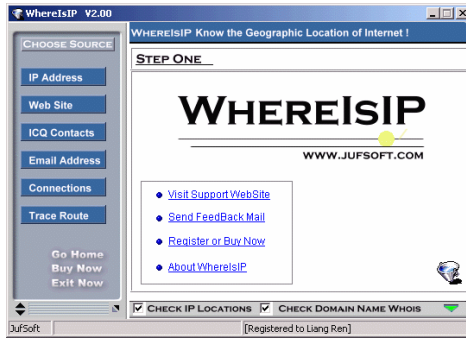 WhereIsIP V2.00
CHOOSE SOURCE
IP Address
Web Site
ICQ Contacts
Email Address
Connections
Trace Route
Go Home
Buy Now
Exit Now
WHEREISIP Know the Geographic Location of Internet !
STEP ONE
WHEREISIP
WWW.JUFSOFT.COM
Visit Support WebSite
Send FeedBack Mail
Register or Buy Now
About WhereIsIP
CHECK IP LOCATIONS CHECK DOMAIN NAME WHOIS
JufSoft [Registered to Liang Ren]